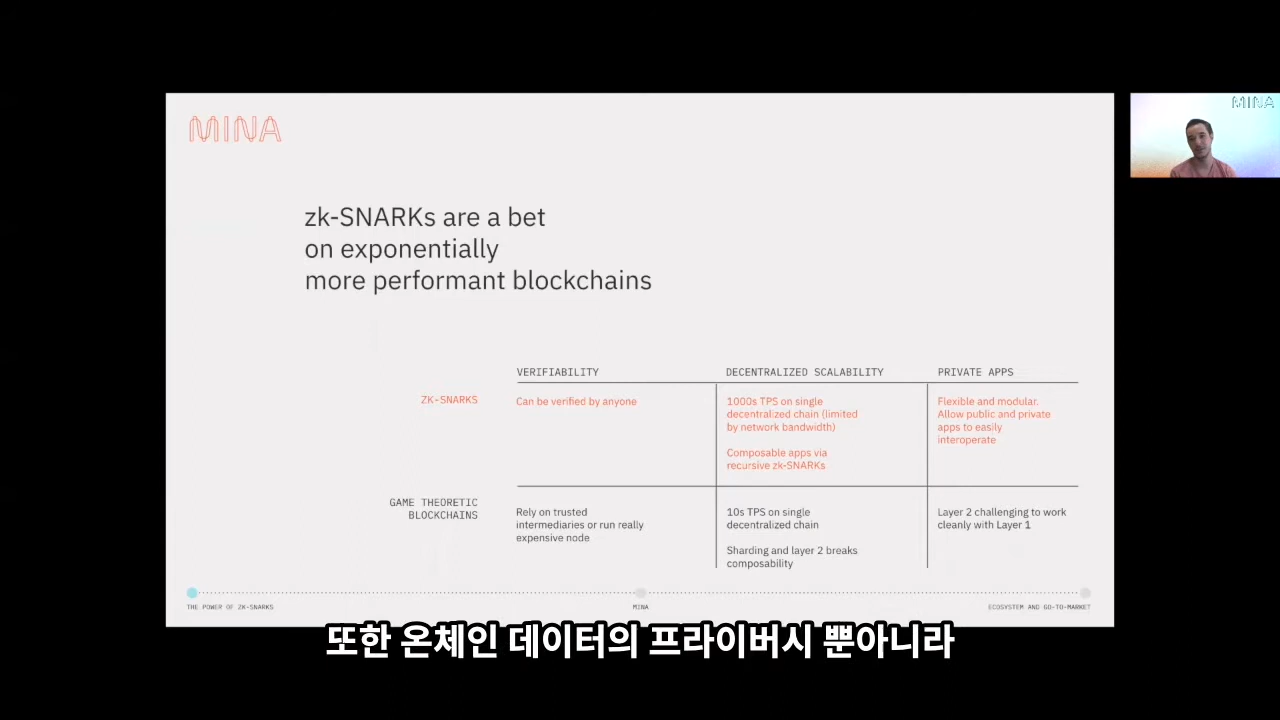 MINA
MINA
zk-SNARKs are a bet
on exponentially
more performant blockchains
VERIFIABILITY
DECENTRALIZED SCALABILITY
PRIVATE APPS
ZK-SNARKS
Can be verified by anyone
1000s TPS on single
decentralized chain (limited
by network bandwidth)
Composable apps via
recursive zk-SNARKs
Flexible and modular.
Allow public and private
apps to easily
interoperate
GAME THEORETIC
BLOCKCHAINS
Rely on trusted
intermediaries or run really
expensive node
10s TPS on single
decentralized chain
Sharding and layer 2 breaks
composability
Layer 2 challenging to work
cleanly with Layer 1
THE POWER OF ZK-SNARKS
MINA
ECOSYSTEM AND GO-TO-MARKET
또한 온체인 데이터의 프라이버시 뿐아니라